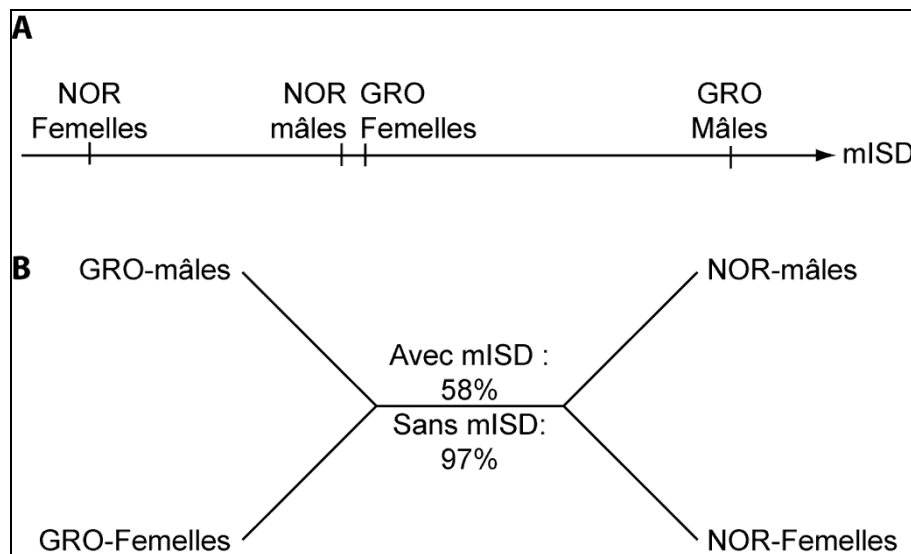 A
NOR
Femelles
NOR
mâles
GRO
Femelles
GRO
Mâles
mISD
B
GRO-mâles
NOR-mâles
Avec mISD :
58%
Sans mISD:
97%
GRO-Femelles
NOR-Femelles